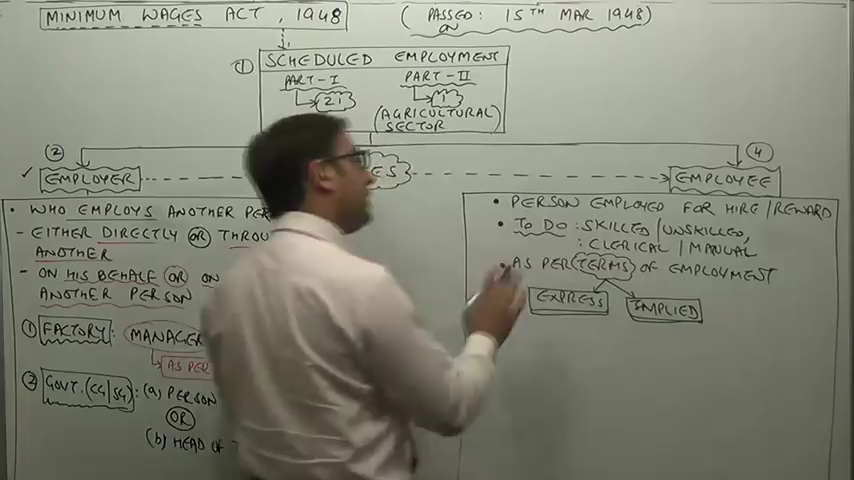 MINIMUM WAGES ACT, 1948
(PASSED: 15TH MAR 1948)
ON
① SCHEDULED EMPLOYMENT
PART-I PART-II
21 1
(AGRICULTURAL)
SECTOR
② ④
✓ EMPLOYER
EMPLOYEE
• WHO EMPLOYS ANOTHER
- EITHER DIRECTLY OR
ANOTHER
- ON HIS BEHALF OR ON
ANOTHER PERSON
① FACTORY:
AS PER
② GOVT. (CG/SG): (a) PERSON
OR
(b) HEAD OF
• PERSON EMPLOYED FOR HIRE/REWARD
• TO DO: SKILLED/UNSKILLED,
: CLERICAL/MANUAL
• AS PER TERMS OF EMPLOYMENT
EXPRESS IMPLIED